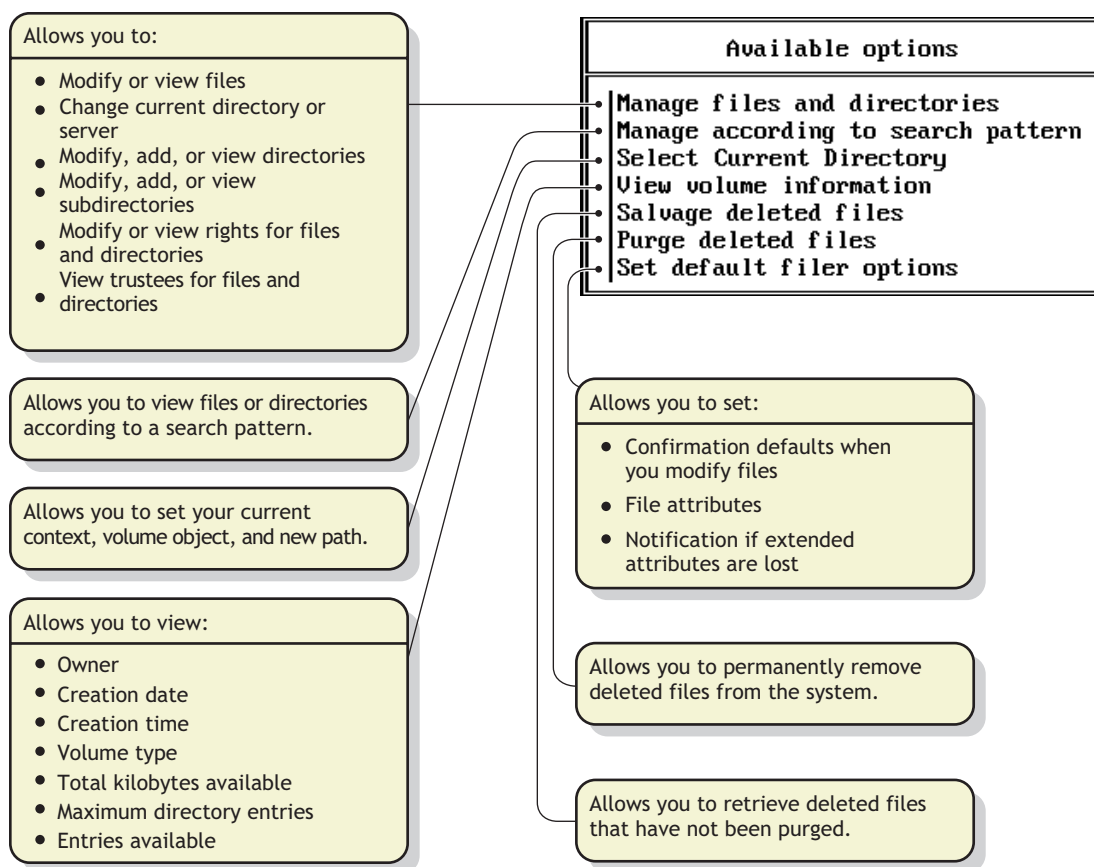 Allows you to:
• Modify or view files
• Change current directory or
server
• Modify, add, or view directories
• Modify, add, or view
subdirectories
• Modify or view rights for files
and directories
• View trustees for files and
directories
Allows you to view files or directories
according to a search pattern.
Allows you to set your current
context, volume object, and new path.
Allows you to view:
• Owner
• Creation date
• Creation time
• Volume type
• Total kilobytes available
• Maximum directory entries
• Entries available
Available options
Manage files and directories
Manage according to search pattern
Select Current Directory
View volume information
Salvage deleted files
Purge deleted files
Set default filer options
Allows you to set:
• Confirmation defaults when
you modify files
• File attributes
• Notification if extended
attributes are lost
Allows you to permanently remove
deleted files from the system.
Allows you to retrieve deleted files
that have not been purged.